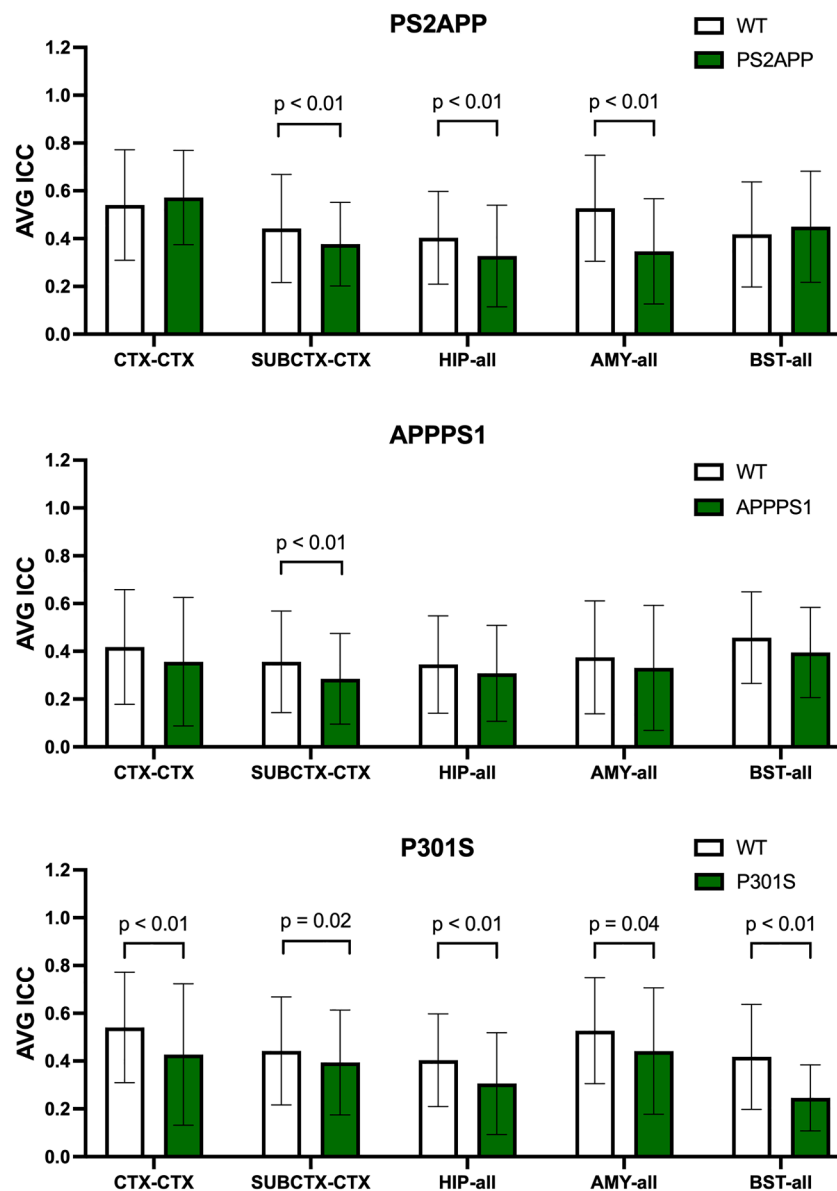 PS2APP
WT
PS2APP
AVG ICC
1.2
1.0
0.8
0.6
0.4
0.2
0.0
p < 0.01
p < 0.01
p < 0.01
CTX-CTX
SUBCTX-CTX
HIP-all
AMY-all
BST-all
APPPS1
WT
APPPS1
AVG ICC
1.2
1.0
0.8
0.6
0.4
0.2
0.0
p < 0.01
CTX-CTX
SUBCTX-CTX
HIP-all
AMY-all
BST-all
P301S
WT
P301S
AVG ICC
1.2
1.0
0.8
0.6
0.4
0.2
0.0
p < 0.01
p = 0.02
p < 0.01
p = 0.04
p < 0.01
CTX-CTX
SUBCTX-CTX
HIP-all
AMY-all
BST-all